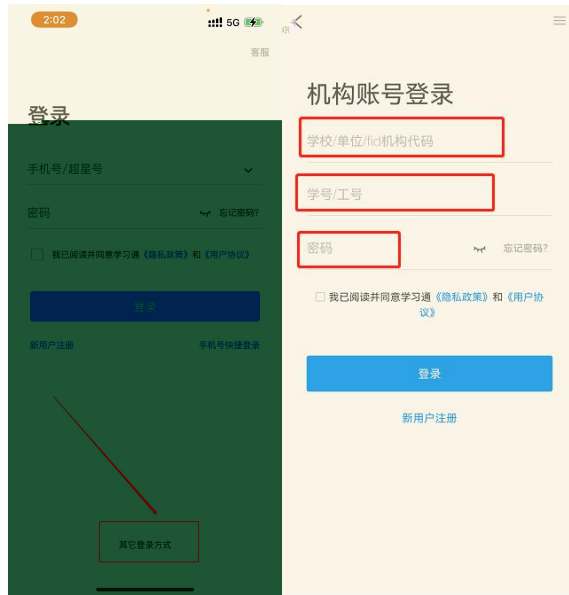 2:02
5G
客服
登录
手机号/超星号
密码
忘记密码?
我已阅读并同意学习通《隐私政策》和《用户协议》
登录
新用户注册
手机号快捷登录
其它登录方式
机构账号登录
学校/单位/fid机构代码
学号/工号
密码
忘记密码?
我已阅读并同意学习通《隐私政策》和《用户协
议》
登录
新用户注册